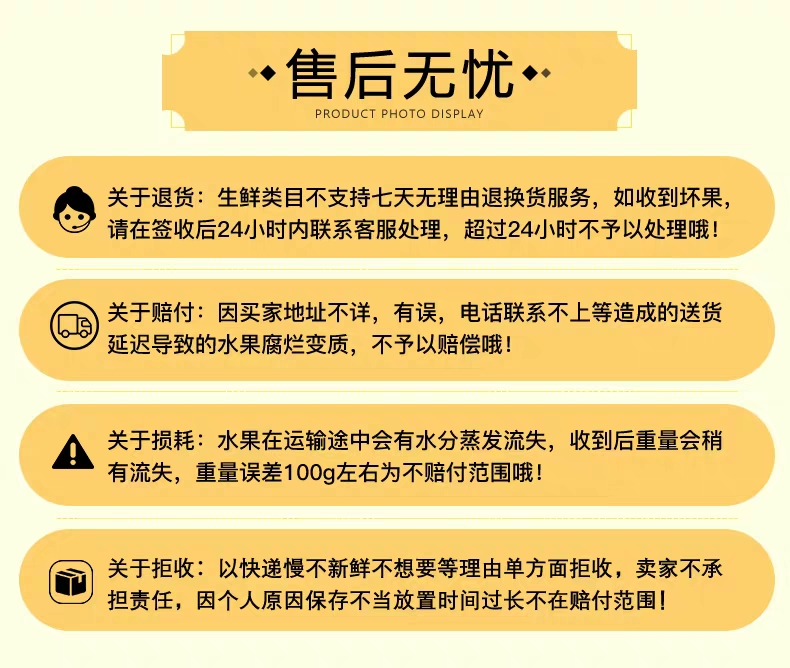 售后无忧
PRODUCT PHOTO DISPLAY
关于退货：生鲜类目不支持七天无理由退换货服务，如收到坏果，
请在签收后24小时内联系客服处理，超过24小时不予以处理哦！
关于赔付：因买家地址不详，有误，电话联系不上等造成的送货
延迟导致的水果腐烂变质，不予以赔偿哦！
关于损耗：水果在运输途中会有水分蒸发流失，收到后重量会稍
有流失，重量误差100g左右为不赔付范围哦！
关于拒收：以快递慢不新鲜不想要等理由单方面拒收，卖家不承
担责任，因个人原因保存不当放置时间过长不在赔付范围！